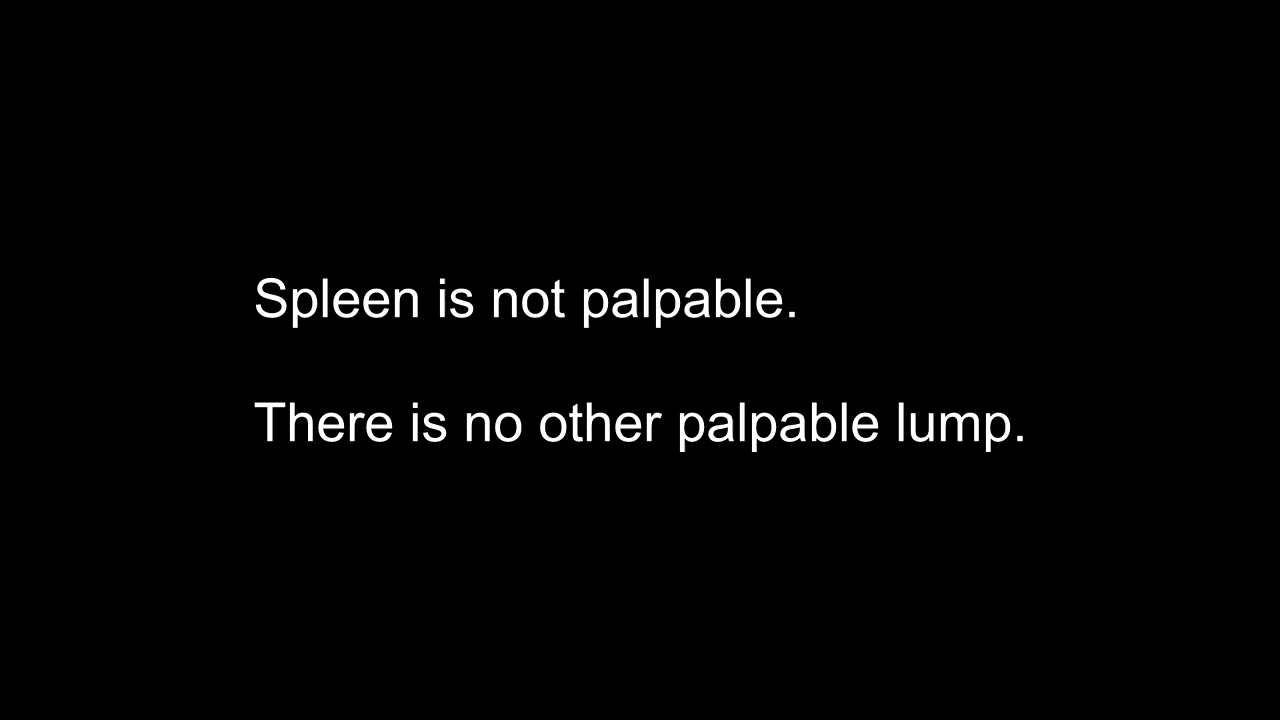 Spleen is not palpable.
There is no other palpable lump.